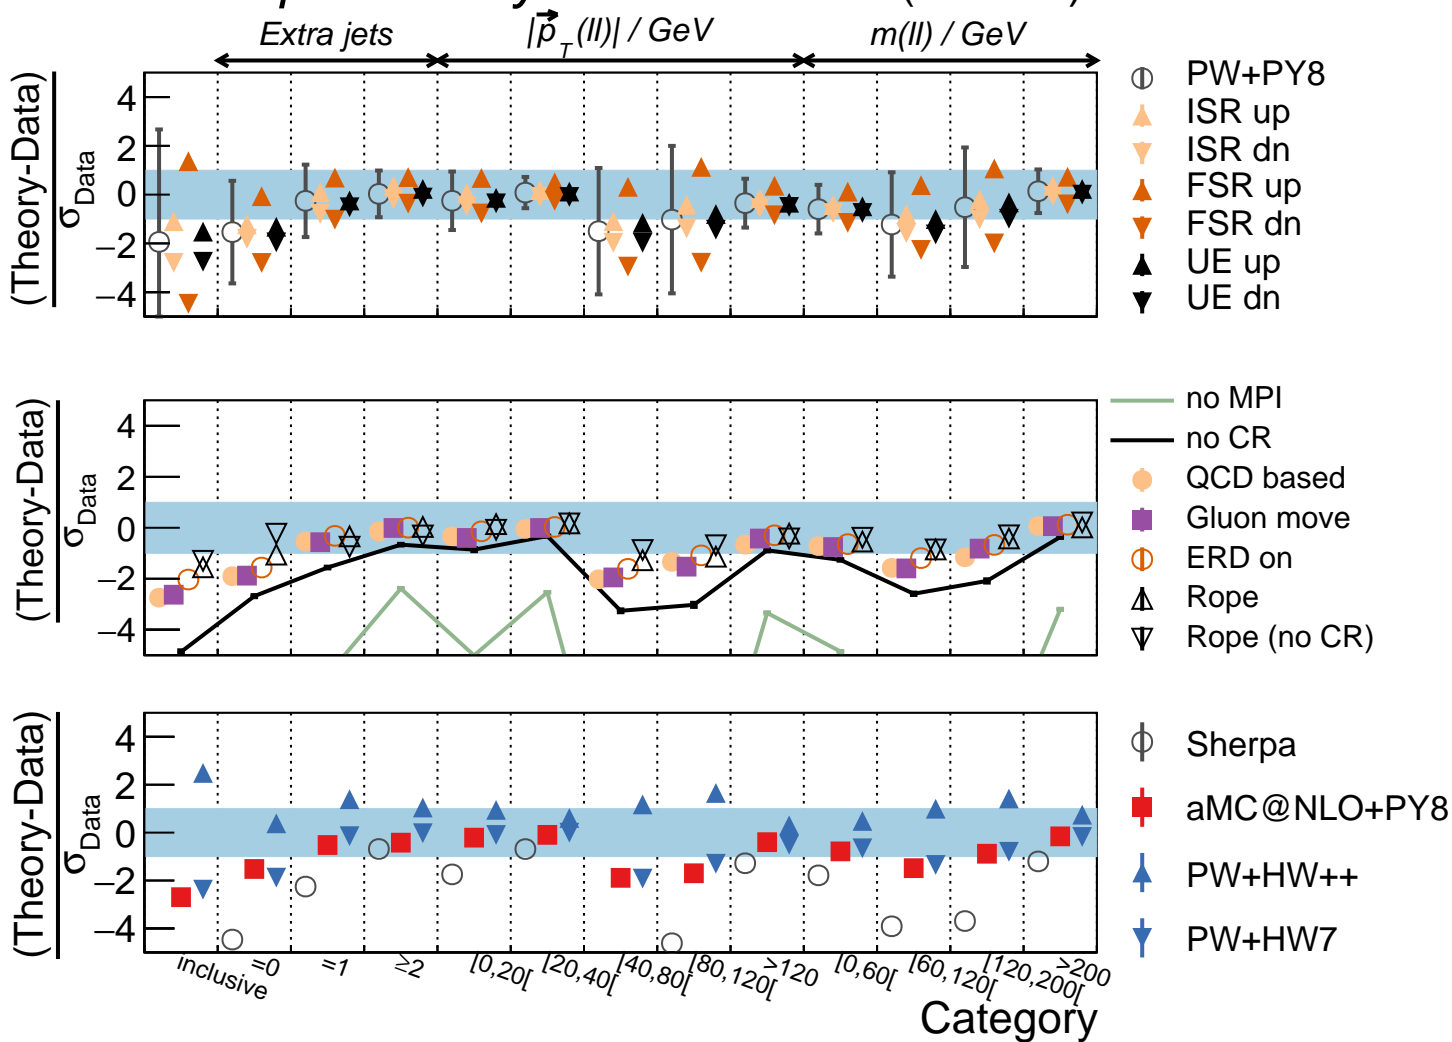 Extra jets
|p⃗_T(ll)| / GeV
m(ll) / GeV
(Theory-Data)
σ_Data
4
2
0
−2
−4
PW+PY8
ISR up
ISR dn
FSR up
FSR dn
UE up
UE dn
(Theory-Data)
σ_Data
4
2
0
−2
−4
no MPI
no CR
QCD based
Gluon move
ERD on
Rope
Rope (no CR)
(Theory-Data)
σ_Data
4
2
0
−2
−4
Sherpa
aMC@NLO+PY8
PW+HW++
PW+HW7
inclusive
=0
=1
≥2
[0,20[
[20,40[
[40,80[
[80,120[
>120
[0,60[
[60,120[
[120,200[
>200
Category